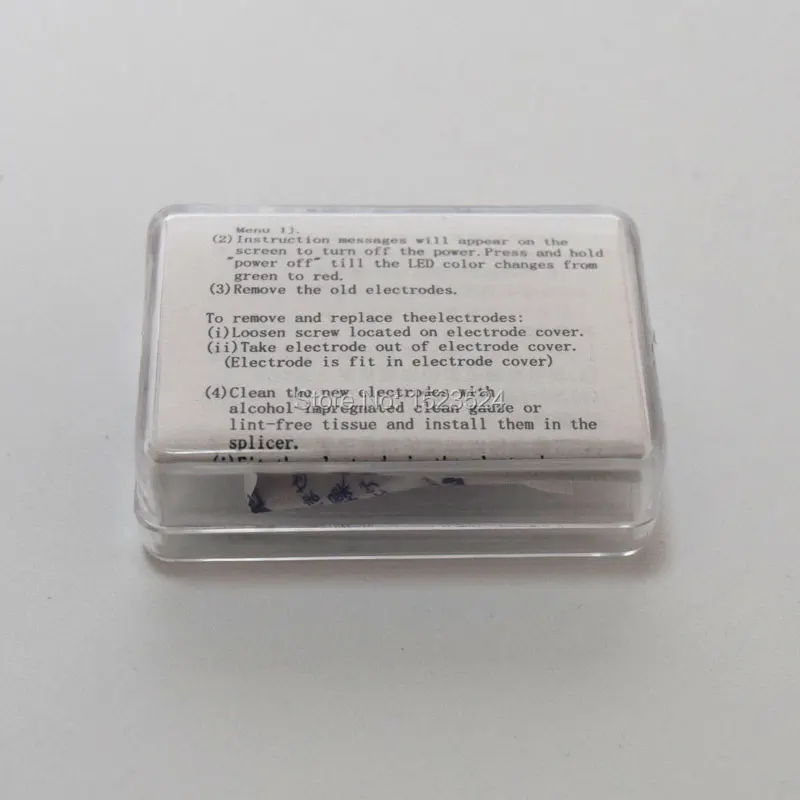 Menu 1).
(2)Instruction messages will appear on the
screen to turn off the power.Press and hold
"power off" till the LED color changes from
green to red.
(3)Remove the old electrodes.
To remove and replace theelectrodes:
(i)Loosen screw located on electrode cover.
(ii)Take electrode out of electrode cover.
(Electrode is fit in electrode cover)
(4)Clean the new electrodes with
Store No: 1523524
alcohol-impregnated clean gauze or
lint-free tissue and install them in the
splicer.